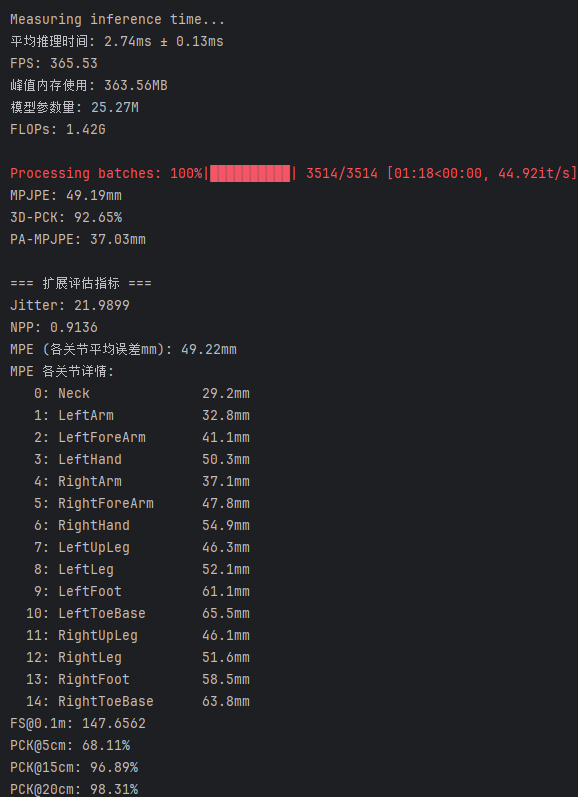 Measuring inference time...
平均推理时间: 2.74ms ± 0.13ms
FPS: 365.53
峰值内存使用: 363.56MB
模型参数量: 25.27M
FLOPs: 1.42G
Processing batches: 100%|██████████| 3514/3514 [01:18<00:00, 44.92it/s]
MPJPE: 49.19mm
3D-PCK: 92.65%
PA-MPJPE: 37.03mm
=== 扩展评估指标 ===
Jitter: 21.9899
NPP: 0.9136
MPE (各关节平均误差mm): 49.22mm
MPE 各关节详情:
0: Neck 29.2mm
1: LeftArm 32.8mm
2: LeftForeArm 41.1mm
3: LeftHand 50.3mm
4: RightArm 37.1mm
5: RightForeArm 47.8mm
6: RightHand 54.9mm
7: LeftUpLeg 46.3mm
8: LeftLeg 52.1mm
9: LeftFoot 61.1mm
10: LeftToeBase 65.5mm
11: RightUpLeg 46.1mm
12: RightLeg 51.6mm
13: RightFoot 58.5mm
14: RightToeBase 63.8mm
FS@0.1m: 147.6562
PCK@5cm: 68.11%
PCK@15cm: 96.89%
PCK@20cm: 98.31%